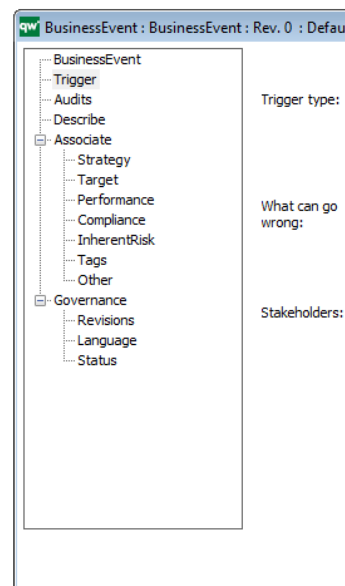 qw BusinessEvent : BusinessEvent : Rev. 0 : Defau
BusinessEvent
Trigger
Audits
Describe
Associate
Strategy
Target
Performance
Compliance
InherentRisk
Tags
Other
Governance
Revisions
Language
Status
Trigger type:
What can go
wrong:
Stakeholders: